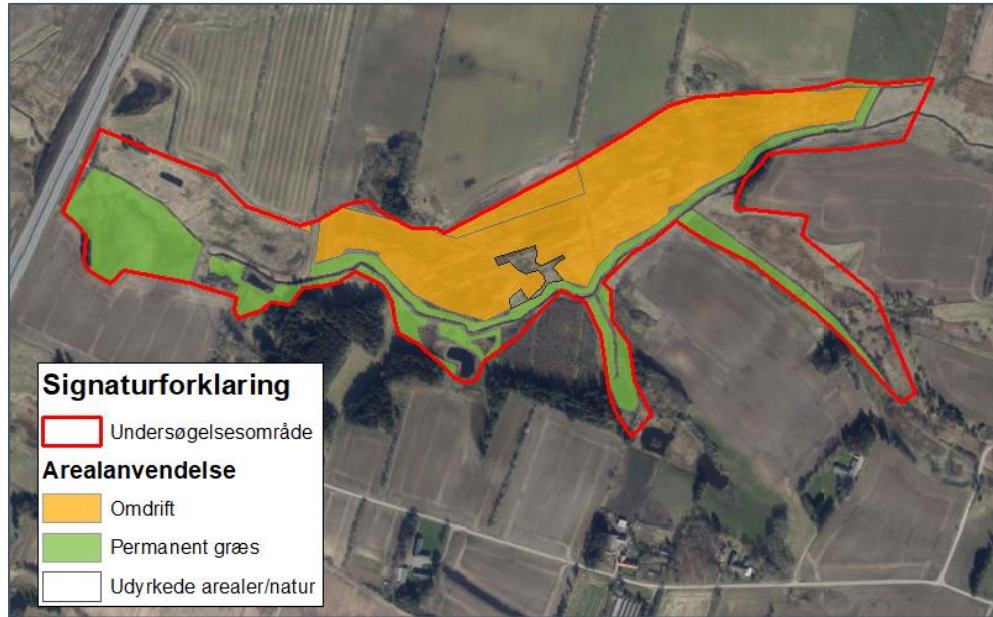 Signaturforklaring
Undersøgelsesområde
Arealanvendelse
Omdrift
Permanent græs
Udyrkede arealer/natur